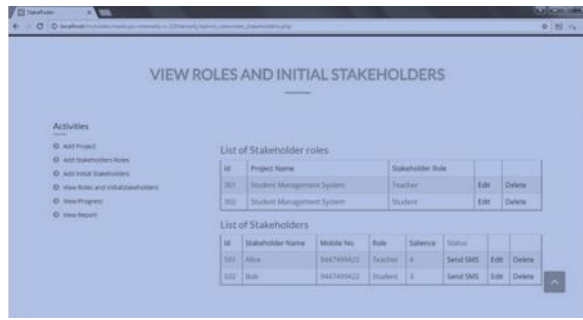 VIEW ROLES AND INITIAL STAKEHOLDERS
Activities
Add Project
Add Stakeholders Roles
Add Initial Stakeholders
View Roles and Initialstakeholders
View Progress
View Report
List of Stakeholder roles
Id Project Name Stakeholder Role
301 Student Management System Teacher Edit Delete
302 Student Management System Student Edit Delete
List of Stakeholders
Id Stakeholder Name Mobile No. Role Salience Status
501 Alice 9447499422 Teacher 4 Send SMS Edit Delete
502 Bob 9447499422 Student 3 Send SMS Edit Delete